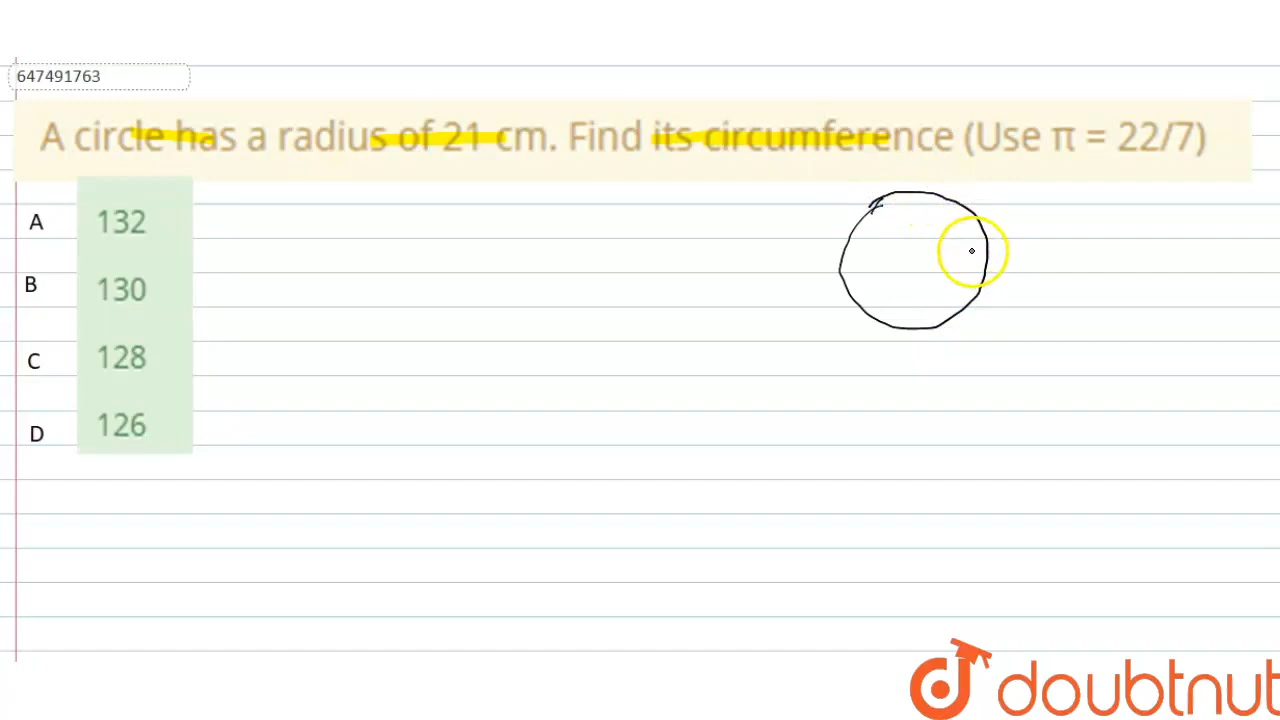 647491763
A circle has a radius of 21 cm. Find its circumference (Use π = 22/7)
A 132
B 130
C 128
D 126
doubtnut